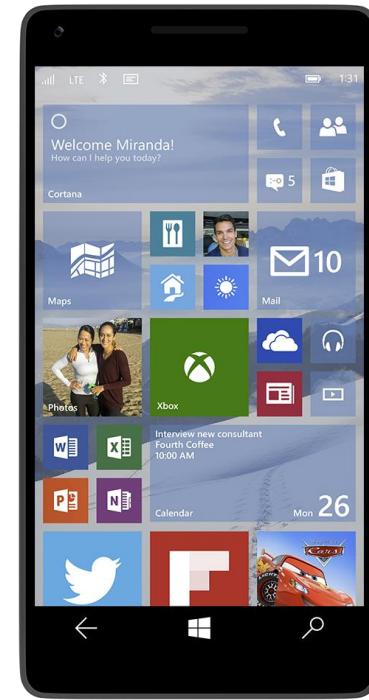 LTE 1:31
Welcome Miranda!
How can I help you today?
Cortana
:-o 5
Maps
10
Mail
Photos
Xbox
W
X
Interview new consultant
Fourth Coffee
10:00 AM
P
N
Calendar
Mon 26
Cars